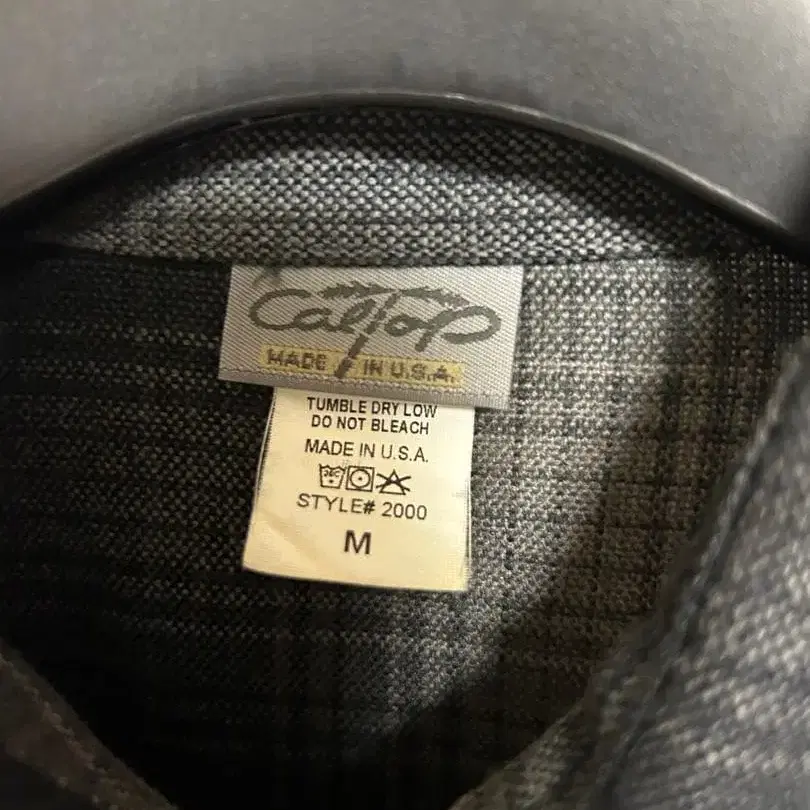 CalTop
MADE IN U.S.A.
TUMBLE DRY LOW
DO NOT BLEACH
MADE IN U.S.A.
STYLE# 2000
M